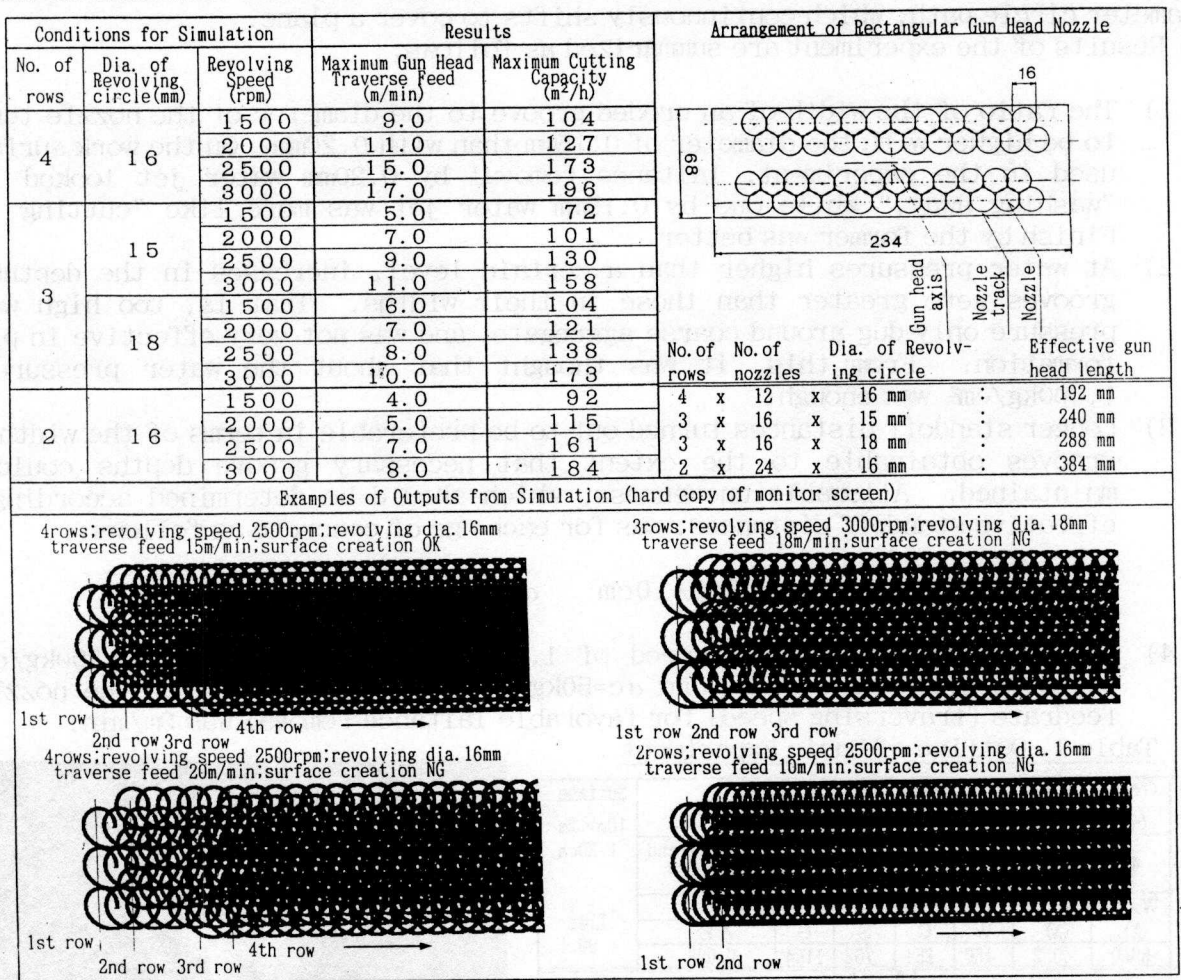 Results of the experiment are
Conditions for Simulation
Results
No. of rows
Dia. of Revolving circle(mm)
Revolving Speed (rpm)
Maximum Gun Head Traverse Feed (m/min)
Maximum Cutting Capacity (m²/h)
4 16 1500 9.0 104
127
2500 15.0 173
3000 17.0 196
3 15 1500 5.0 72
2000 7.0 101
2500 9.0 130
3000 11.0 158
18 1500 6.0 104
2000 7.0 121
2500 8.0 138
3000 10.0 173
2 16 1500 4.0 92
2000 5.0 115
2500 7.0 161
3000 8.0 184
Arrangement of Rectangular Gun Head Nozzle
16
89
234
Gun head axis
Nozzle track
Nozzle
No.of rows No.of nozzles Dia.of Revolving circle Effective gun head length
4 x 12 x 16 mm : 192 mm
3 x 16 x 15 mm : 240 mm
3 x 16 x 18 mm : 288 mm
2 x 24 x 16 mm : 384 mm
Examples of Outputs from Simulation (hard copy of monitor screen)
4rows:revolving speed 2500rpm:revolving dia.16mm
traverse feed 15m/min:surface creation OK
1st row
2nd row 3rd row
4th row
3rows:revolving speed 3000rpm:revolving dia.18mm
traverse feed 18m/min:surface creation NG
1st row 2nd row 3rd row
4rows:revolving speed 2500rpm:revolving dia.16mm
traverse feed 20m/min:surface creation NG
1st row
2nd row 3rd row
4th row
2rows:revolving speed 2500rpm:revolving dia.16mm
traverse feed 10m/min:surface creation NG
1st row 2nd row